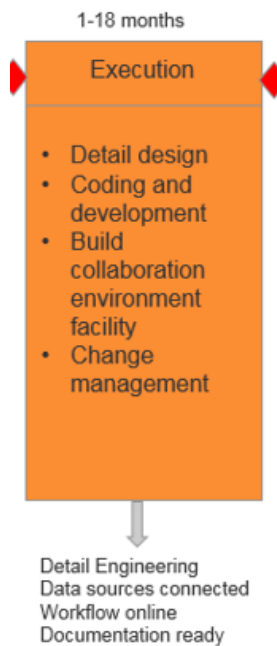 1-18 months
Execution
• Detail design
• Coding and
development
• Build
collaboration
environment
facility
• Change
management
Detail Engineering
Data sources connected
Workflow online
Documentation ready